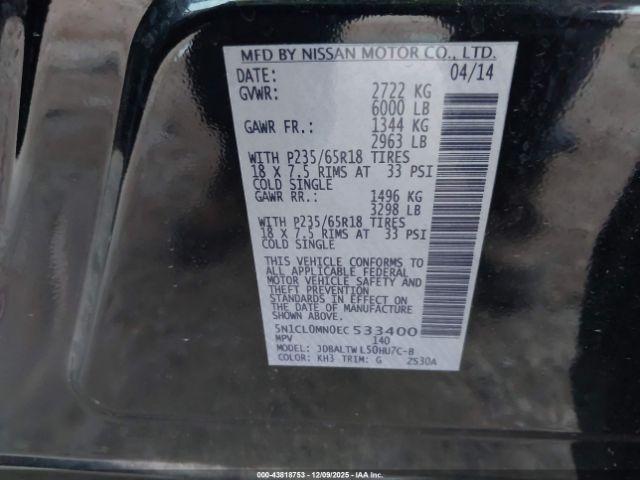 MFD BY NISSAN MOTOR CO., LTD.
DATE: 04/14
GVWR: 2722 KG
6000 LB
GAWR FR.: 1344 KG
2963 LB
WITH P235/65R18 TIRES
18 X 7.5 RIMS AT 33 PSI
COLD SINGLE
GAWR RR.: 1496 KG
3298 LB
WITH P235/65R18 TIRES
18 X 7.5 RIMS AT 33 PSI
COLD SINGLE
THIS VEHICLE CONFORMS TO
ALL APPLICABLE FEDERAL
MOTOR VEHICLE SAFETY AND
THEFT PREVENTION
STANDARDS IN EFFECT ON
THE DATE OF MANUFACTURE
SHOWN ABOVE.
5N1CL0MN0EC533400
MPV 140
MODEL: JDBALTW L50HU7C-B
COLOR: KH3 TRIM: G 2530A
000-43818753 - 12/09/2025 - IAA Inc.